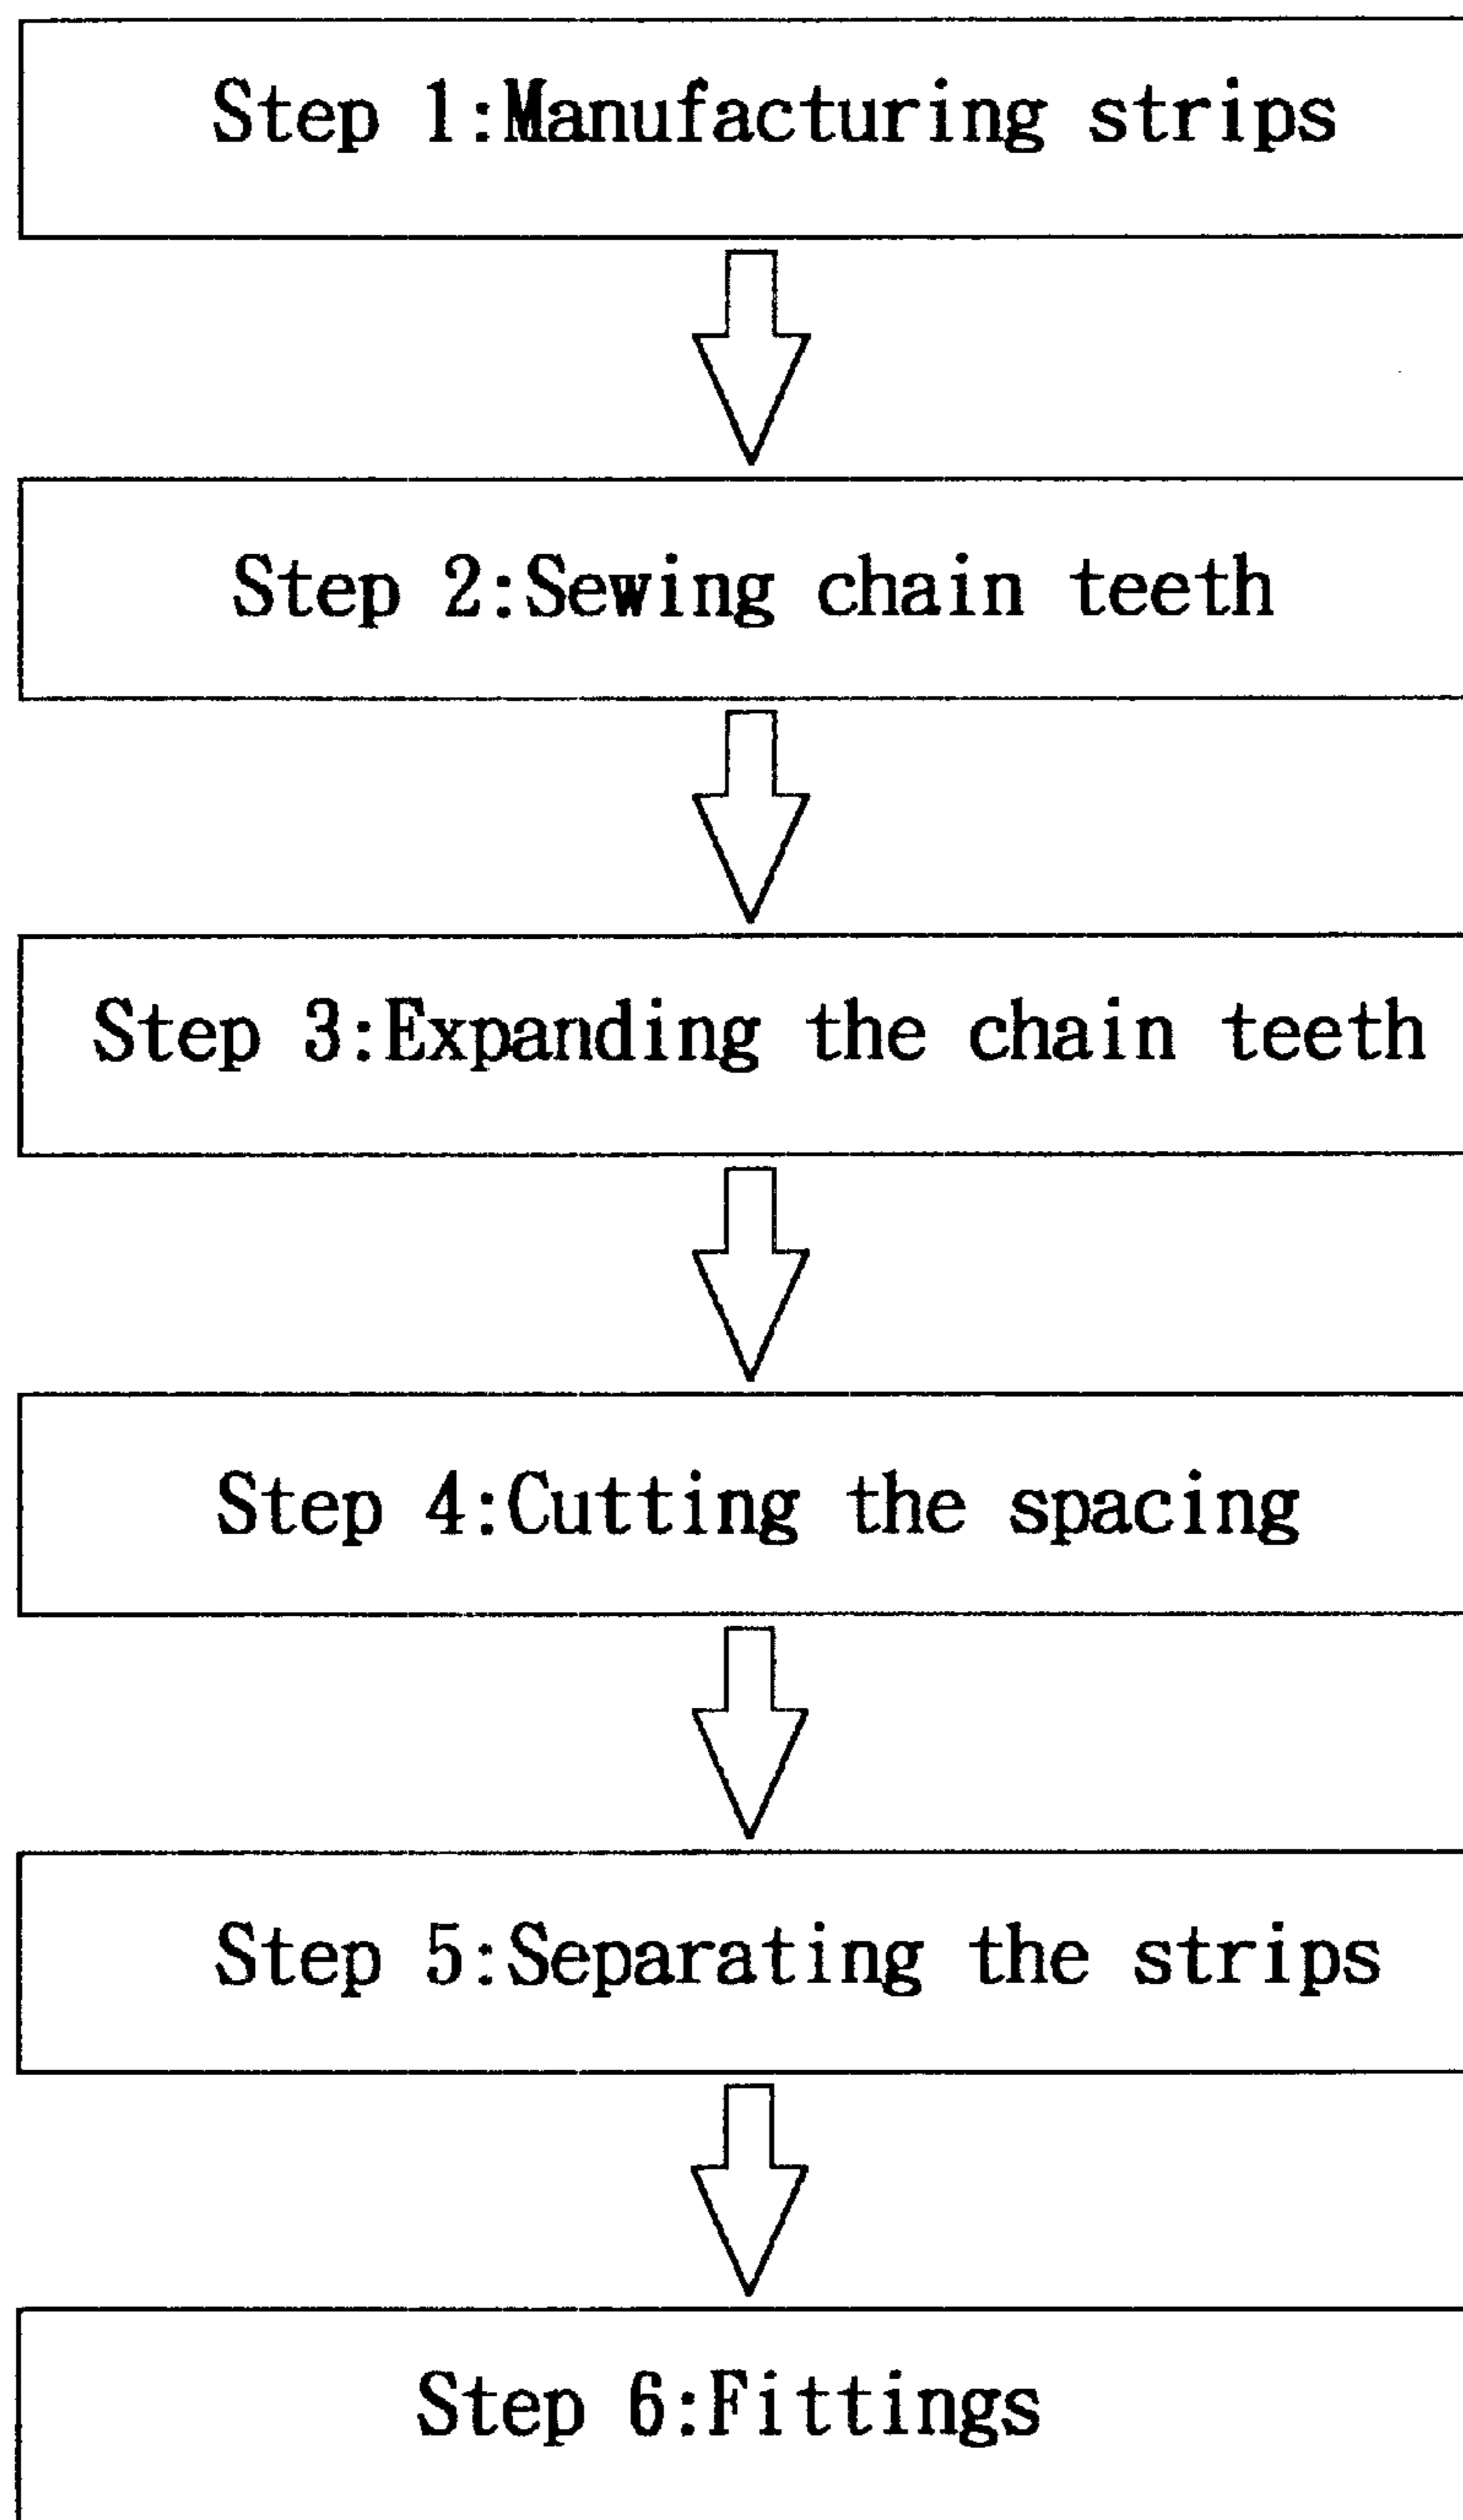 Step 1:Manufacturing strips
Step 2:Sewing chain teeth
Step 3:Expanding the chain teeth
Step 4:Cutting the spacing
Step 5:Separating the strips
Step 6:Fittings